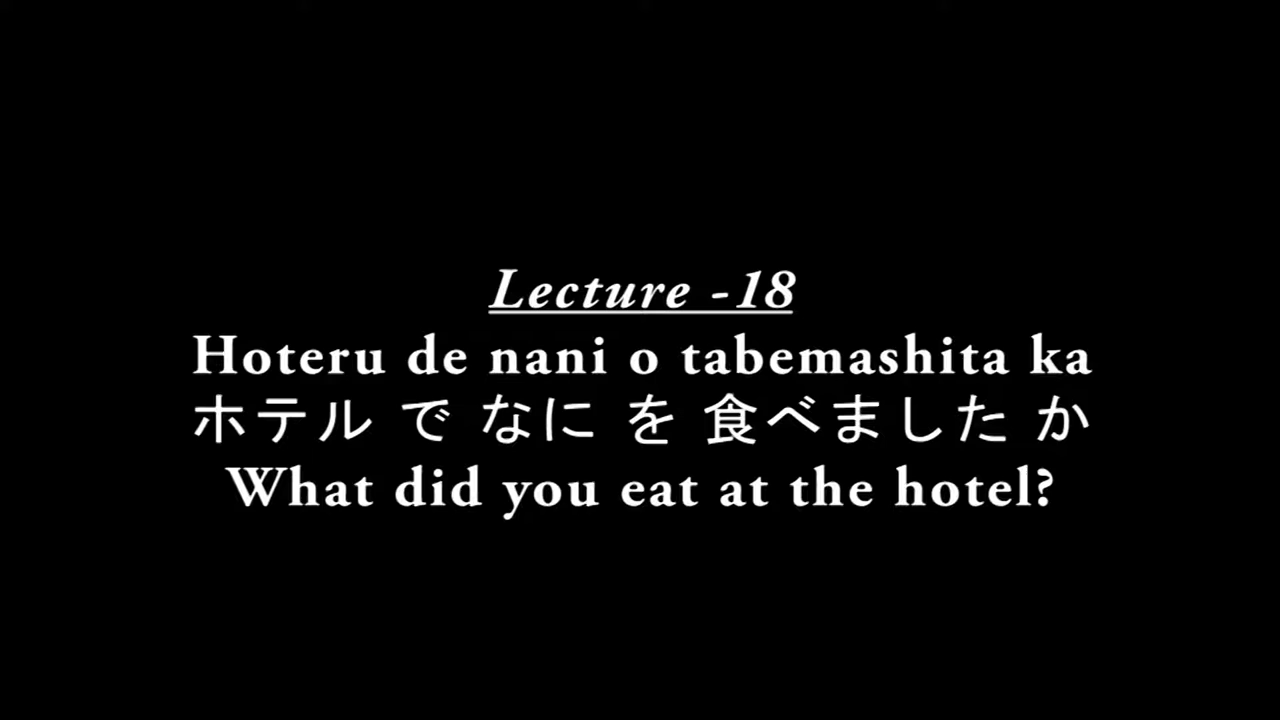 Lecture -18
Hoteru de nani o tabemashita ka
ホテル で なに を 食べました か
What did you eat at the hotel?